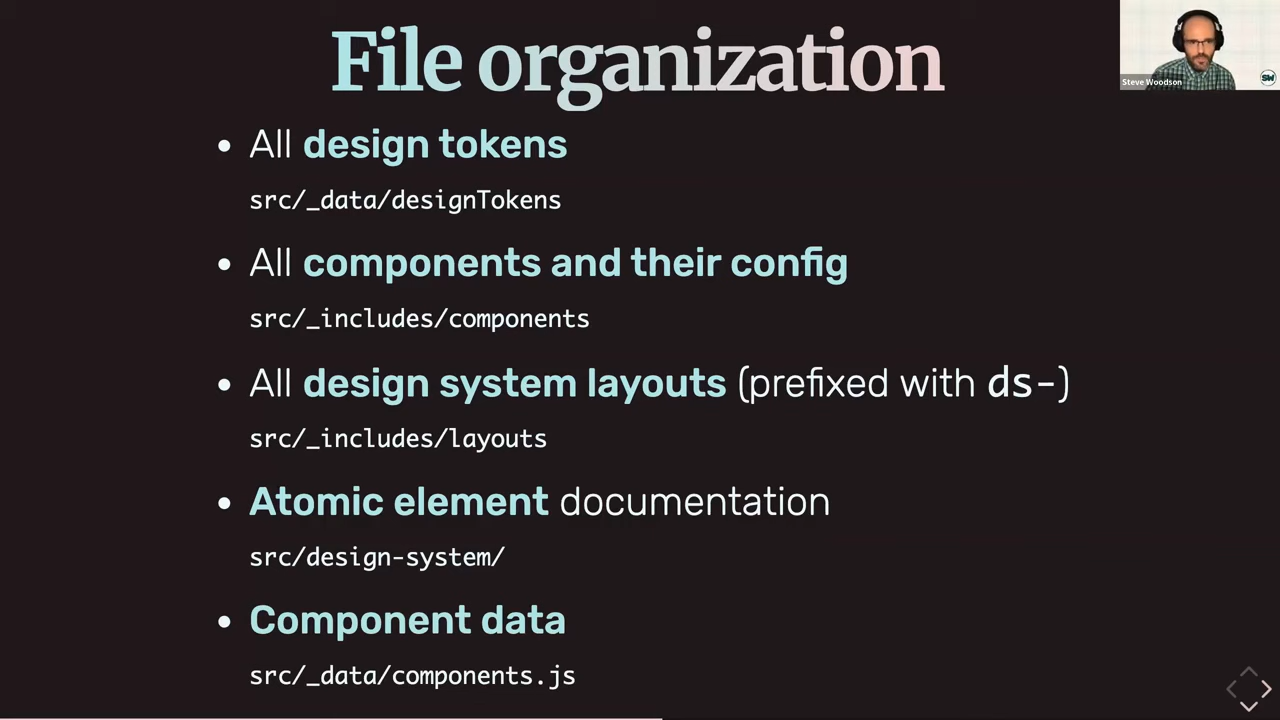 File organization
Steve Woodson
SW
• All design tokens
src/_data/designTokens
• All components and their config
src/_includes/components
• All design system layouts (prefixed with ds-)
src/_includes/layouts
• Atomic element documentation
src/design-system/
• Component data
src/_data/components.js